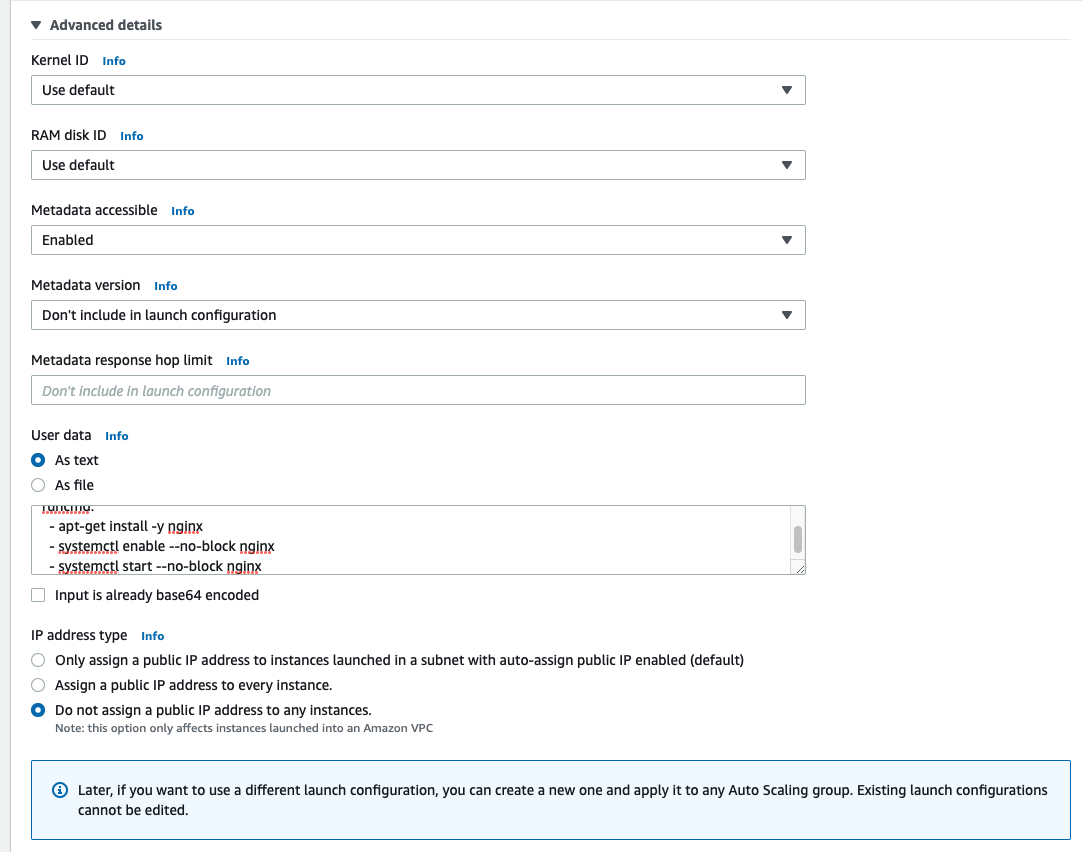 Advanced details
Kernel ID Info
Use default
RAM disk ID Info
Use default
Metadata accessible Info
Enabled
Metadata version Info
Don't include in launch configuration
Metadata response hop limit Info
Don't include in launch configuration
User data Info
As text
As file
runcmd:
- apt-get install -y nginx
- systemctl enable --no-block nginx
- systemctl start --no-block nginx
Input is already base64 encoded
IP address type Info
Only assign a public IP address to instances launched in a subnet with auto-assign public IP enabled (default)
Assign a public IP address to every instance.
Do not assign a public IP address to any instances.
Note: this option only affects instances launched into an Amazon VPC
Later, if you want to use a different launch configuration, you can create a new one and apply it to any Auto Scaling group. Existing launch configurations
cannot be edited.